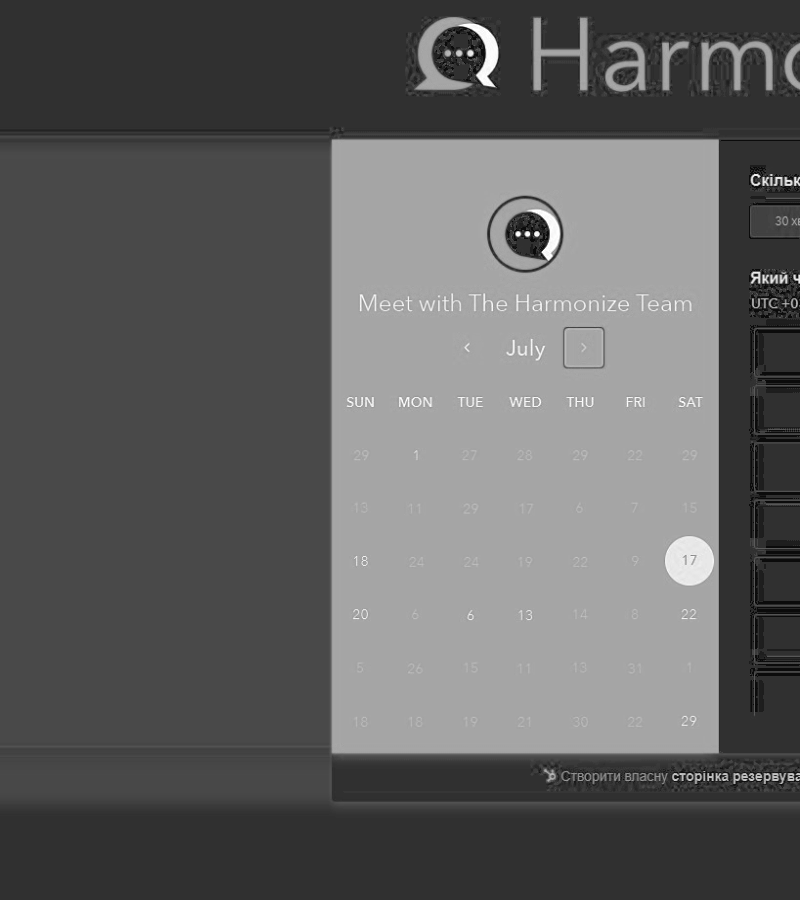 Harmo
Скільк
30 хв
Який ч
UTC +0
Meet with The Harmonize Team
July
SUN MON TUE WED THU FRI SAT
29 1 27 28 29 22 29
13 11 29 17 6 7 15
18 24 24 19 22 9 17
20 6 6 13 14 8 22
5 26 15 11 13 31 1
18 18 19 21 30 22 29
Створити власну сторінка резервува